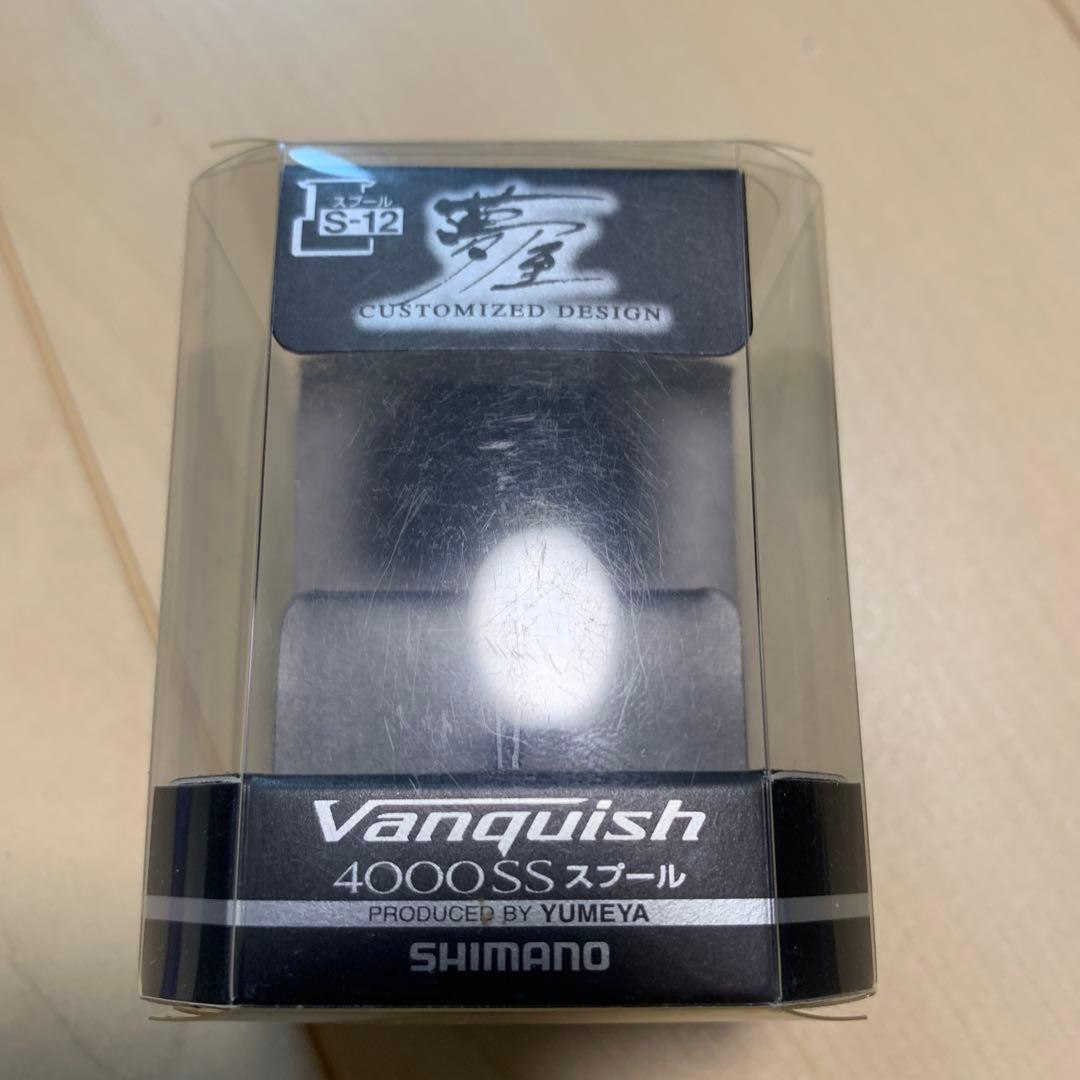 スプール
S-12
夢屋
CUSTOMIZED DESIGN
Vanquish
4000SS スプール
PRODUCED BY YUMEYA
SHIMANO